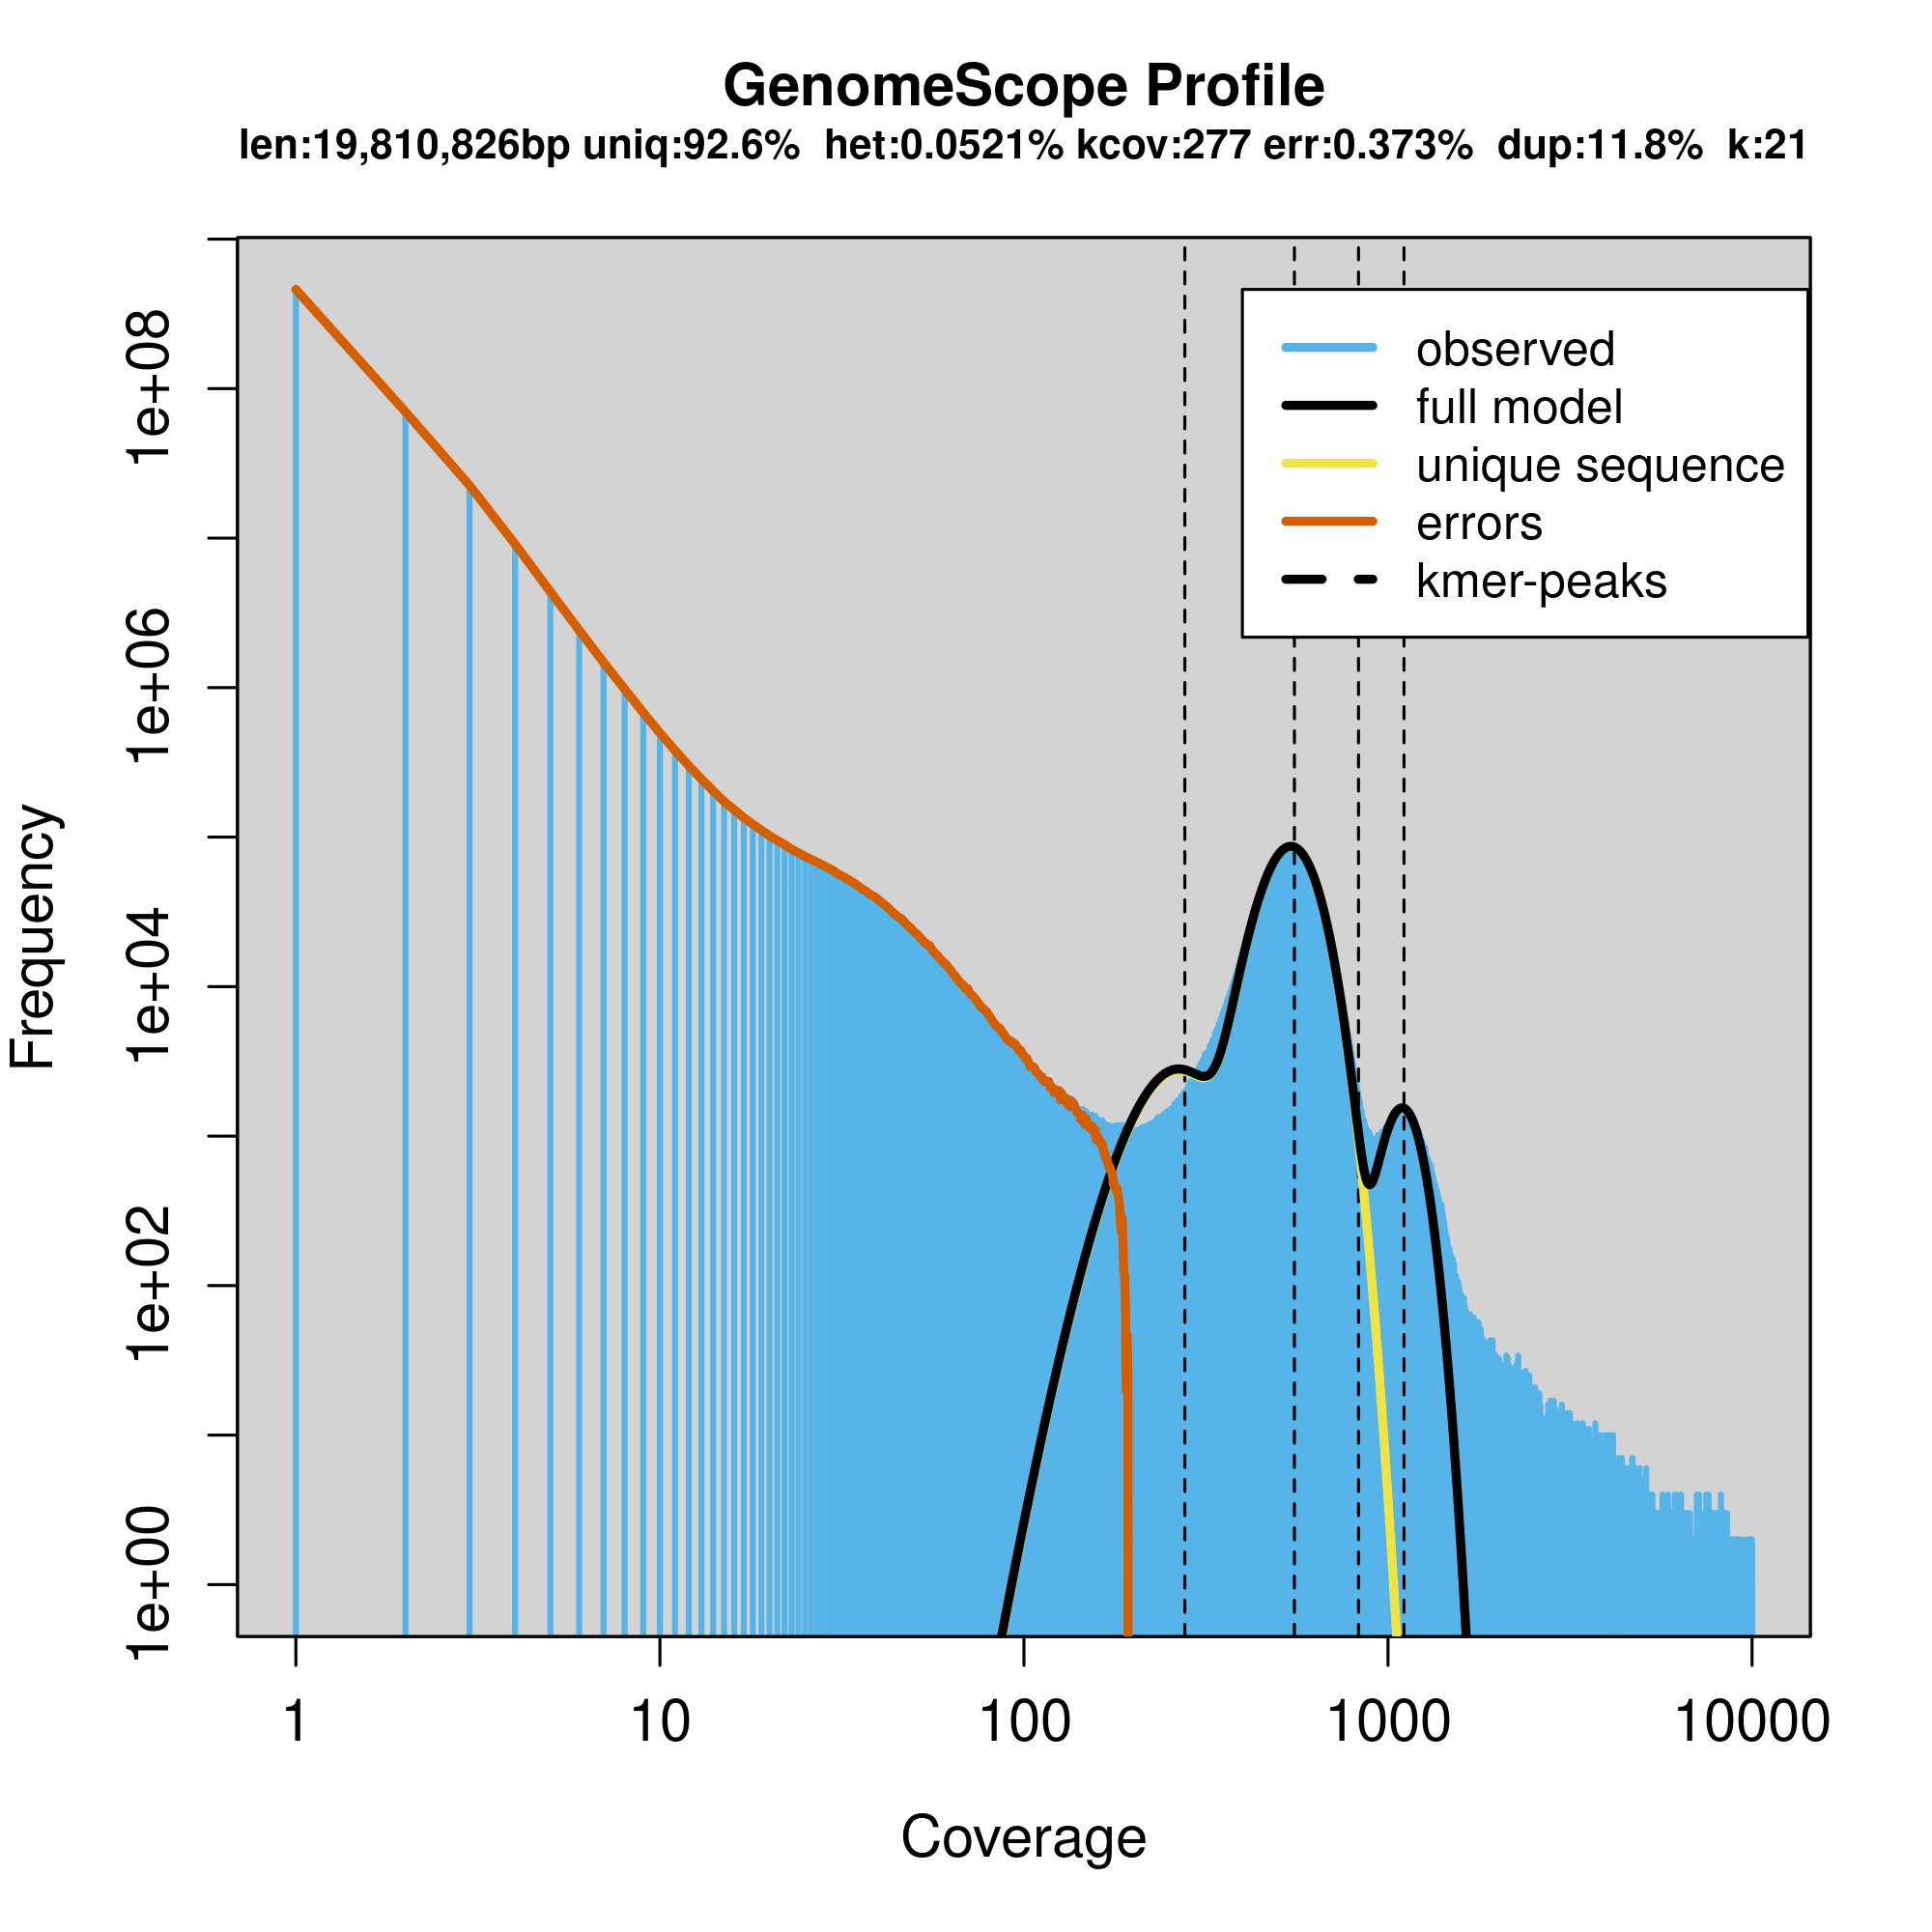 GenomeScope Profile
len:19,810,826bp uniq:92.6% het:0.0521% kcov:277 err:0.373% dup:11.8% k:21
observed
full model
unique sequence
errors
kmer-peaks
Frequency
1e+08
1e+06
1e+04
1e+02
1e+00
1 10 100 1000 10000
Coverage